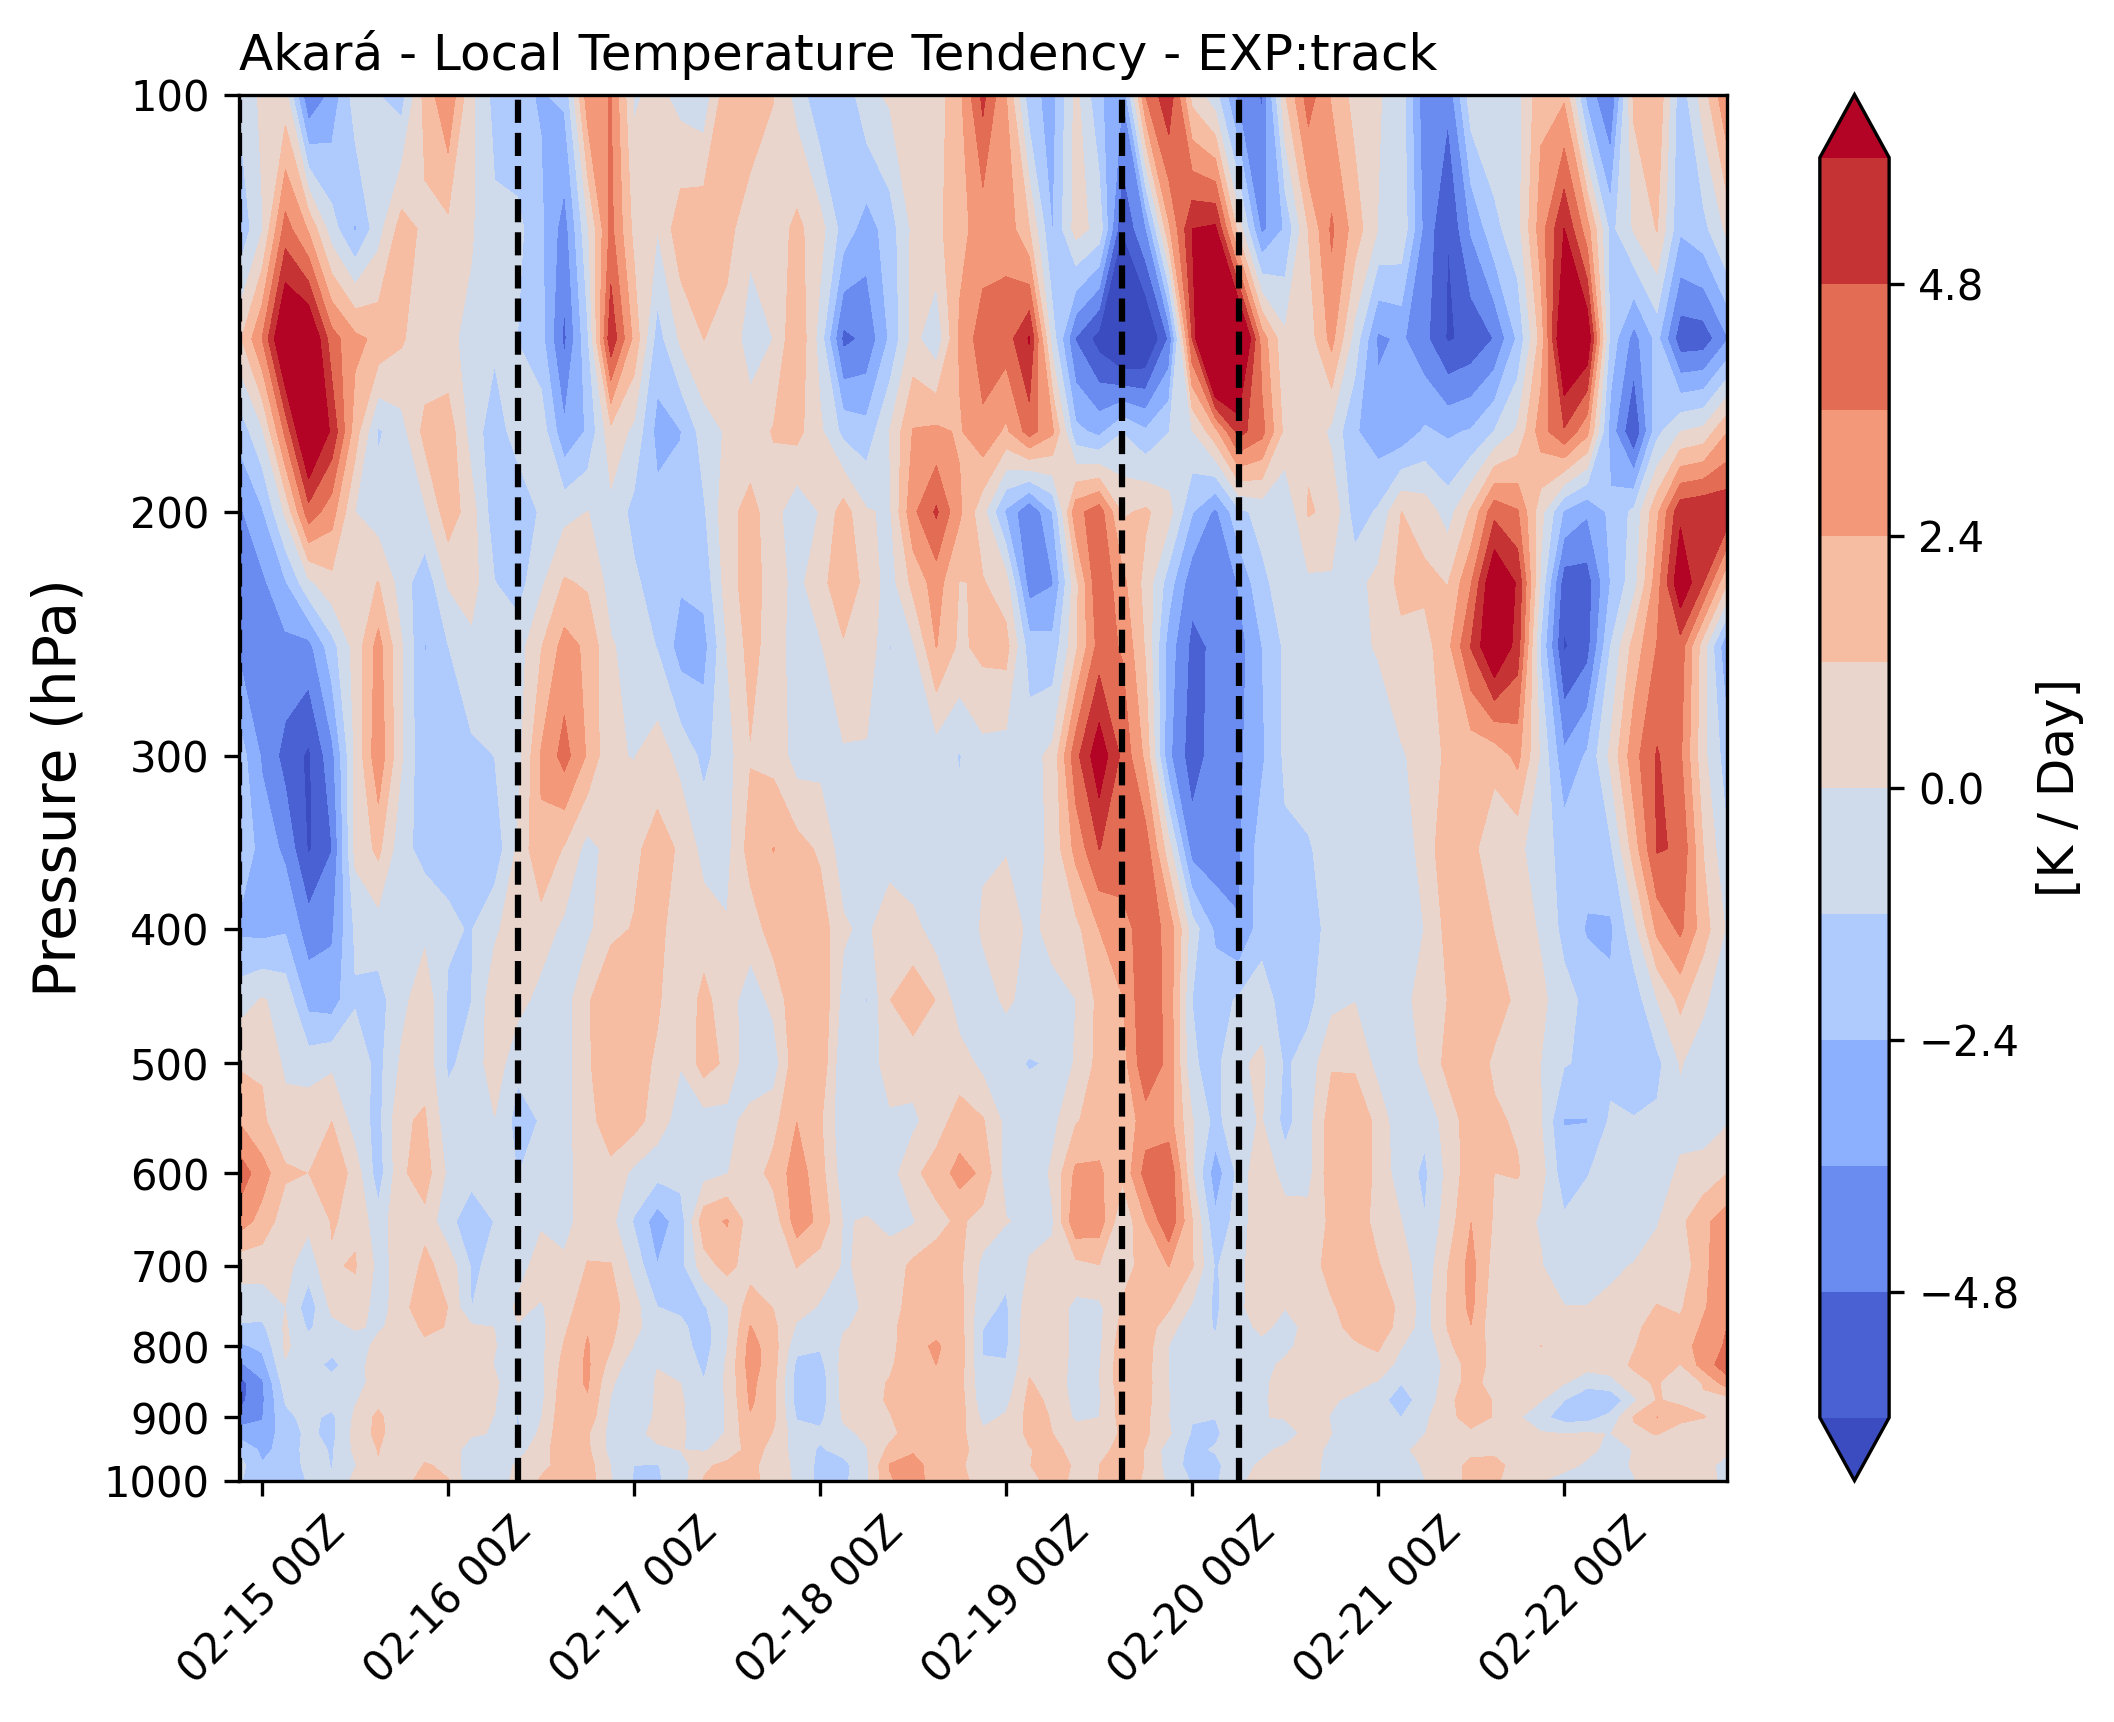 Akará - Local Temperature Tendency - EXP:track
Pressure (hPa)
100
200
300
400
500
600
700
800
900
1000
02-15 00Z
02-16 00Z
02-17 00Z
02-18 00Z
02-19 00Z
02-20 00Z
02-21 00Z
02-22 00Z
4.8
2.4
0.0
−2.4
−4.8
[K / Day]